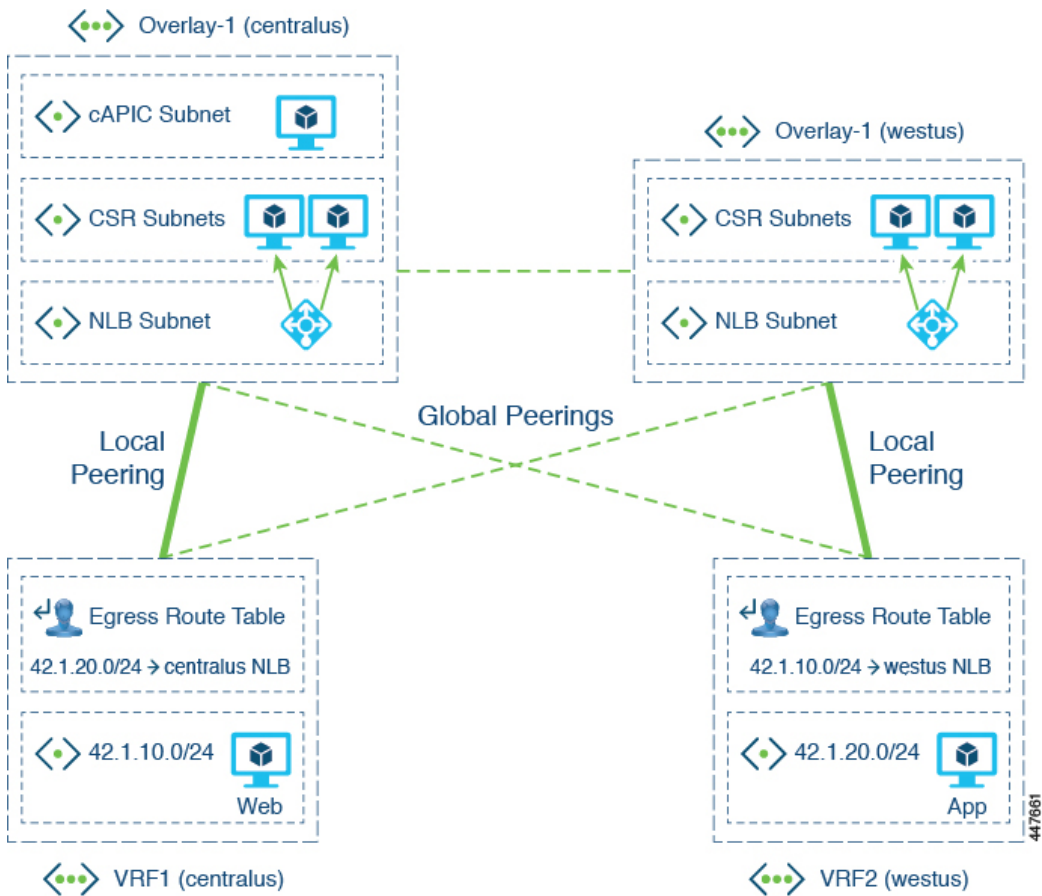 Overlay-1 (centralus)
cAPIC Subnet
CSR Subnets
NLB Subnet
Overlay-1 (westus)
CSR Subnets
NLB Subnet
Global Peerings
Local
Peering
Local
Peering
Egress Route Table
42.1.20.0/24 → centralus NLB
42.1.10.0/24
Web
VRF1 (centralus)
Egress Route Table
42.1.10.0/24 → westus NLB
42.1.20.0/24
App
VRF2 (westus)
447661